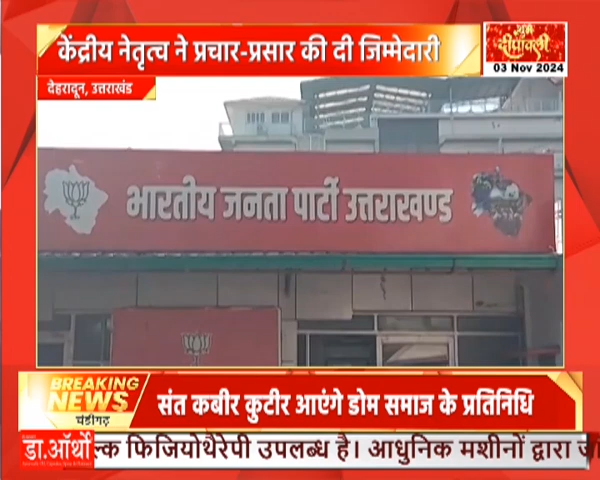 केंद्रीय नेतृत्व ने प्रचार-प्रसार की दी जिम्मेदारी
शुभ
दीपावली
03 Nov 2024
देहरादून, उत्तराखंड
भारतीय जनता पार्टी उत्तराखण्ड
BREAKING
NEWS
चंडीगढ़
संत कबीर कुटीर आएंगे डोम समाज के प्रतिनिधि
डा.ऑर्थो
ल्क फिजियोथैरेपी उपलब्ध है। आधुनिक मशीनों द्वारा